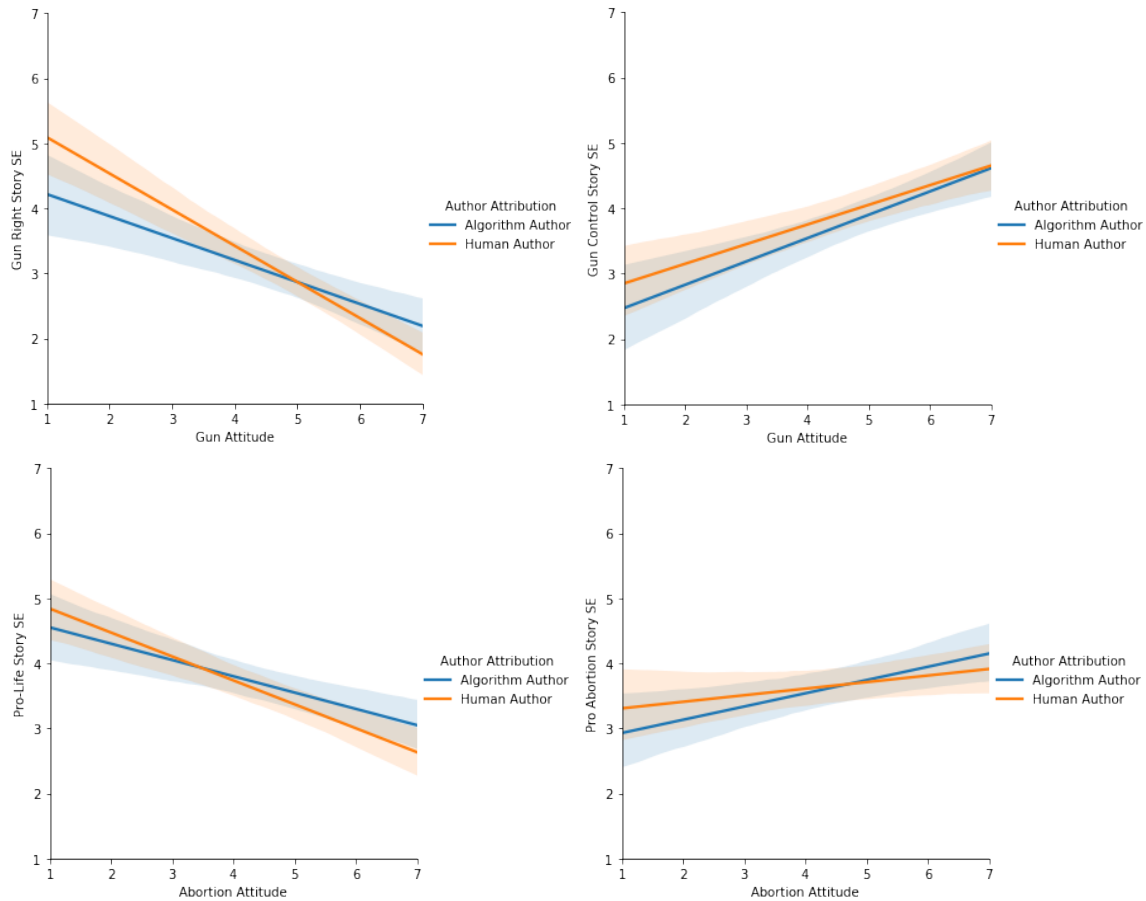 7
6
5
4
3
2
1
Gun Right Story SE
1 2 3 4 5 6 7
Gun Attitude
Author Attribution
Algorithm Author
Human Author
7
6
5
4
3
2
1
Gun Control Story SE
1 2 3 4 5 6 7
Gun Attitude
Author Attribution
Algorithm Author
Human Author
7
6
5
4
3
2
1
Pro-Life Story SE
1 2 3 4 5 6 7
Abortion Attitude
Author Attribution
Algorithm Author
Human Author
7
6
5
4
3
2
1
Pro Abortion Story SE
1 2 3 4 5 6 7
Abortion Attitude
Author Attribution
Algorithm Author
Human Author